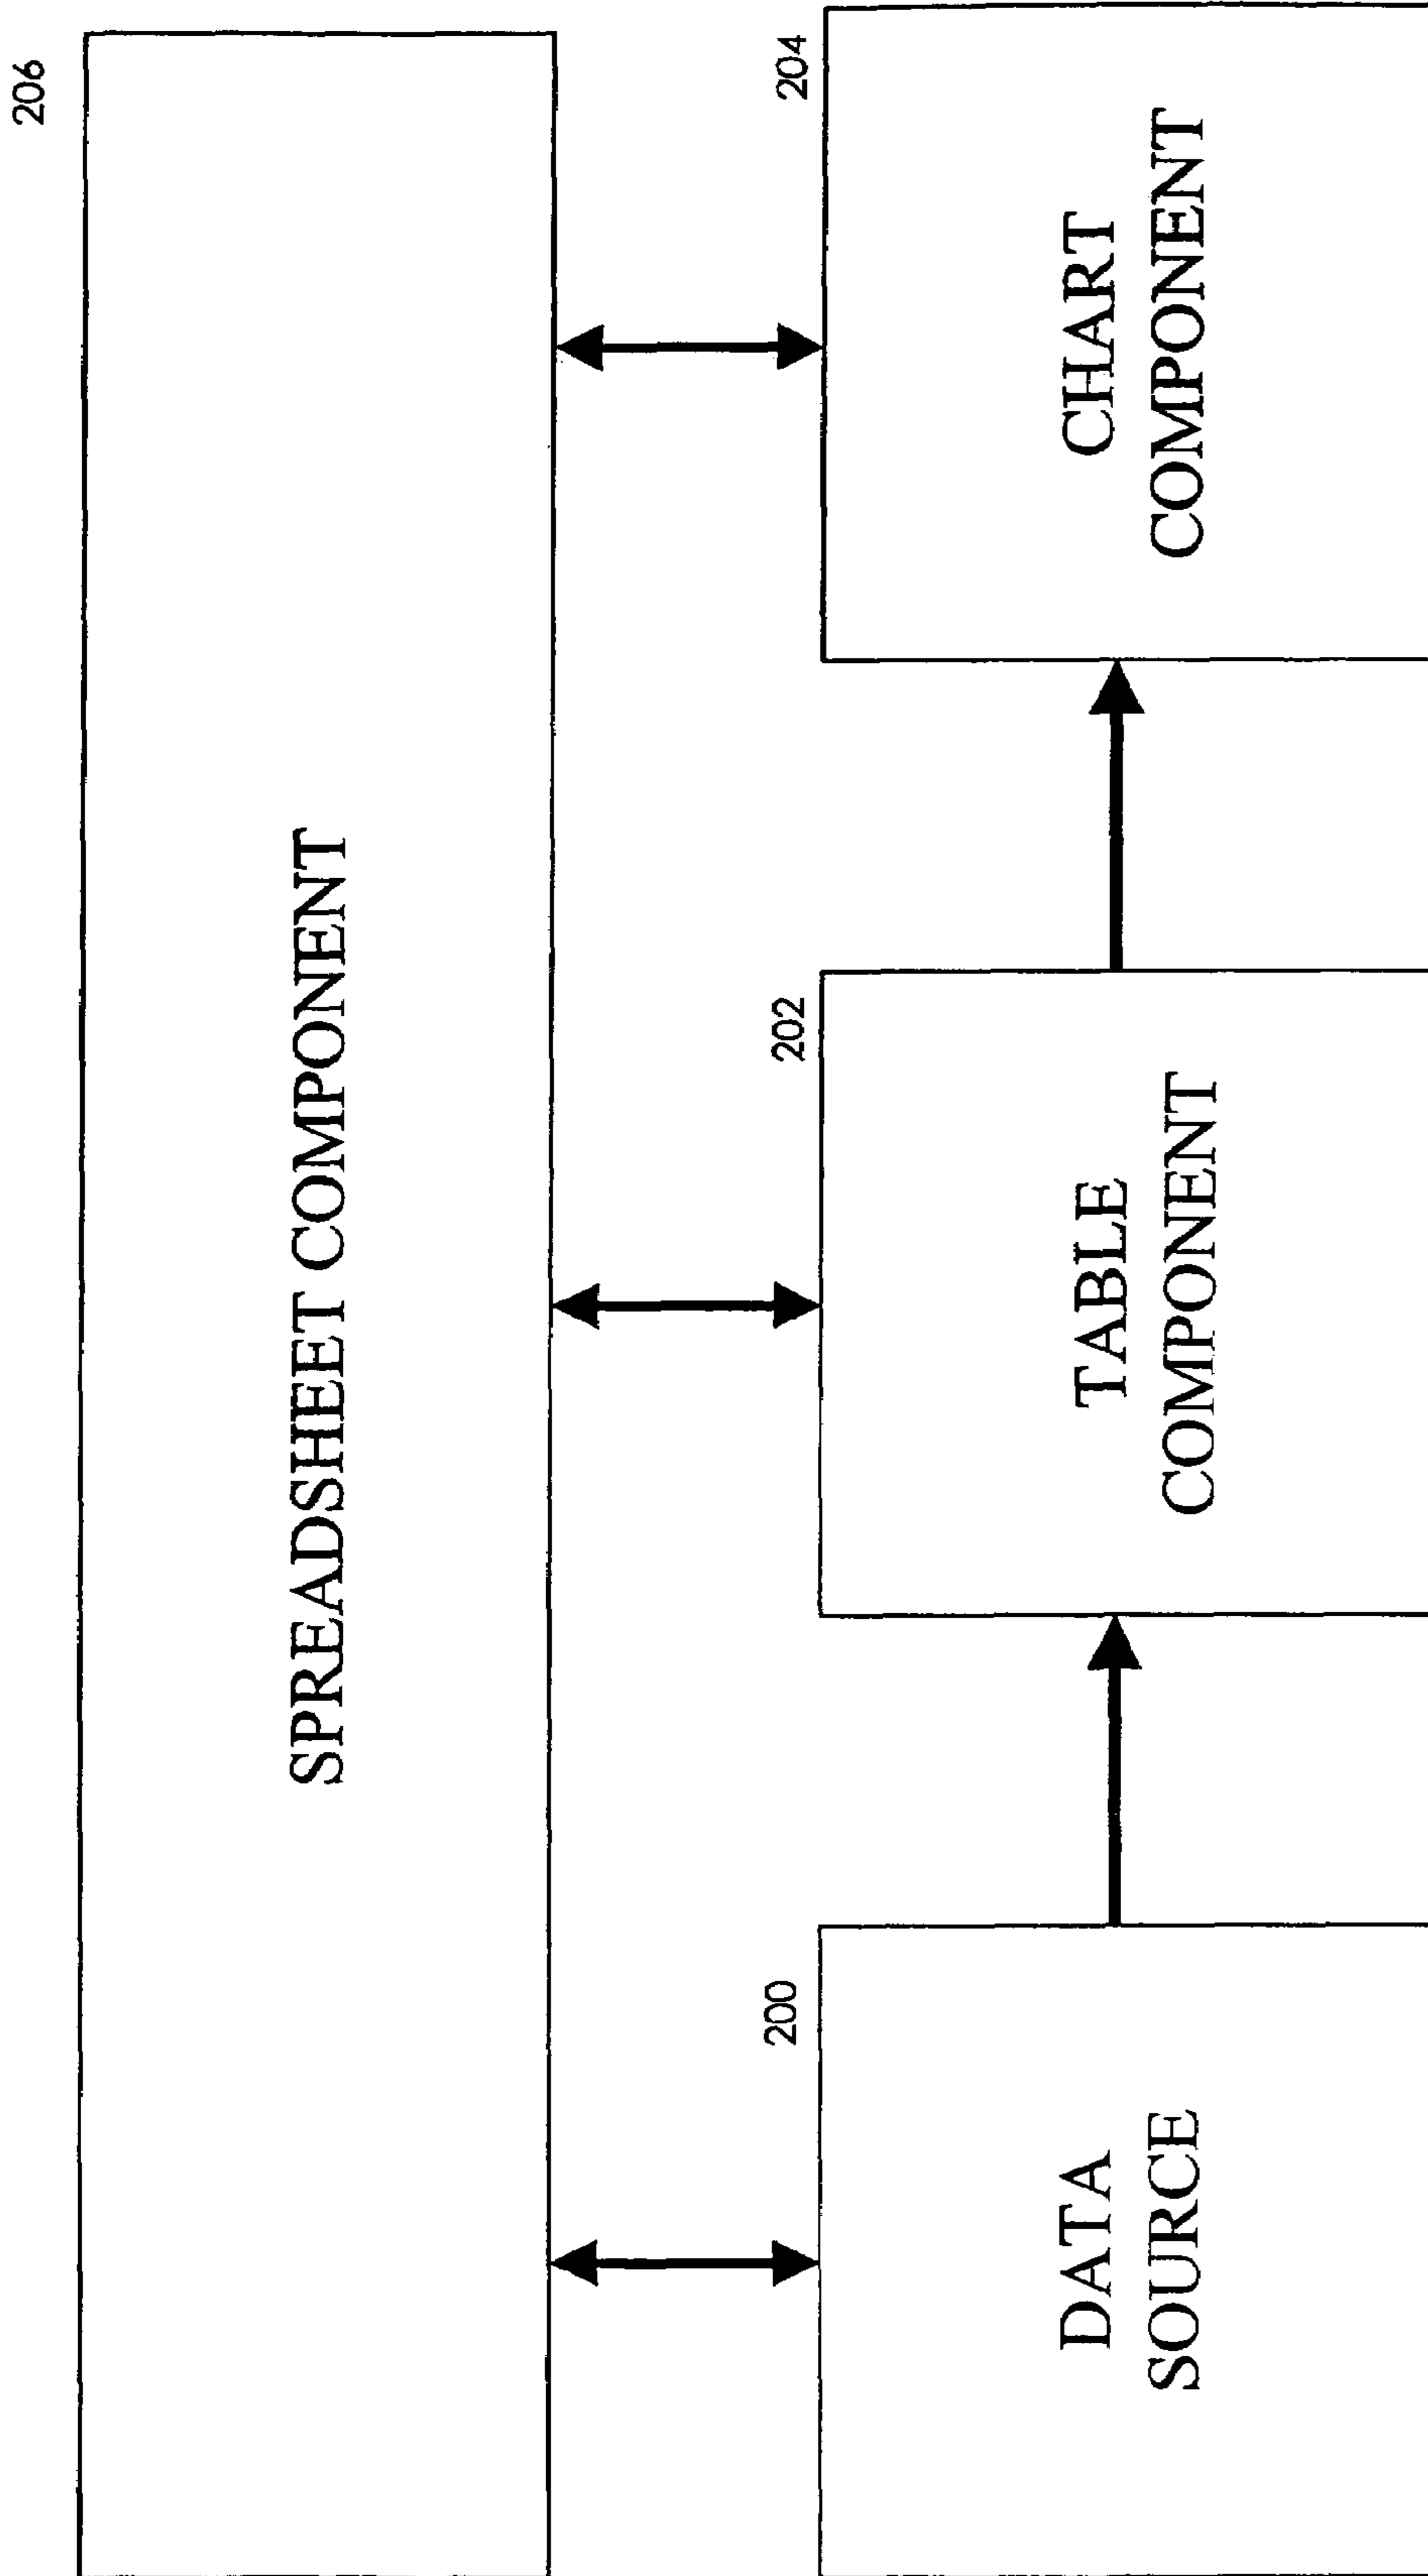 206
SPREADSHEET COMPONENT
200
DATA
SOURCE
202
TABLE
COMPONENT
204
CHART
COMPONENT